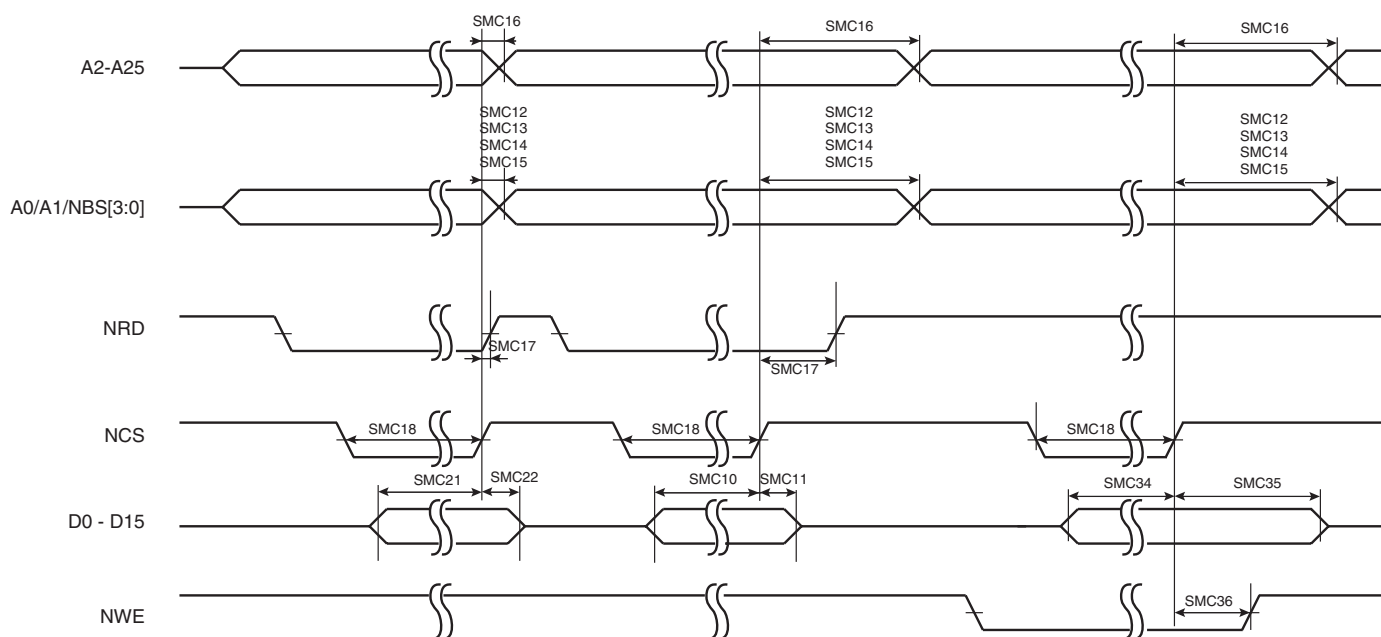 SMC16
SMC16
SMC16
A2-A25
SMC12
SMC13
SMC14
SMC15
SMC12
SMC13
SMC14
SMC15
SMC12
SMC13
SMC14
SMC15
A0/A1/NBS[3:0]
NRD
SMC17
SMC17
NCS
SMC18
SMC18
SMC18
SMC21
SMC22
SMC10
SMC11
SMC34
SMC35
D0 - D15
NWE
SMC36